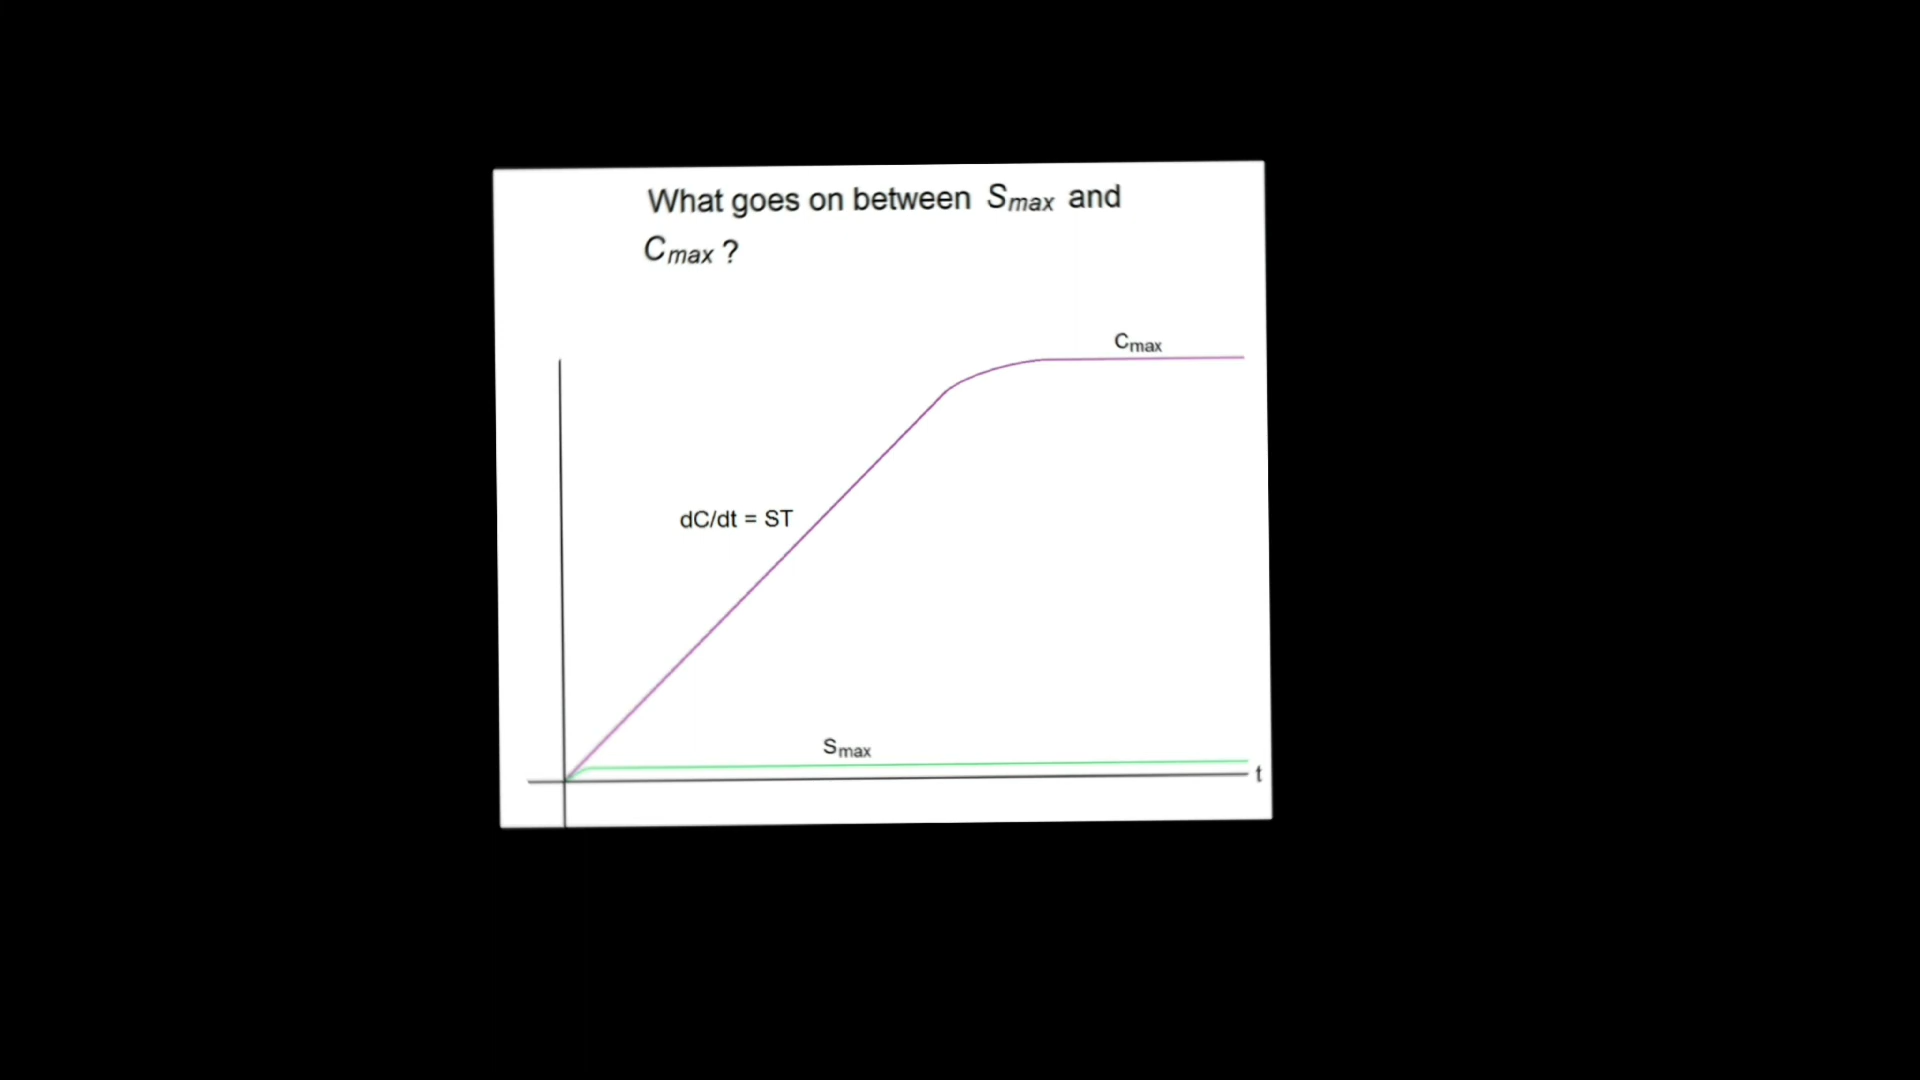 What goes on between Smax and
Cmax ?
Cmax
dC/dt = ST
Smax
t